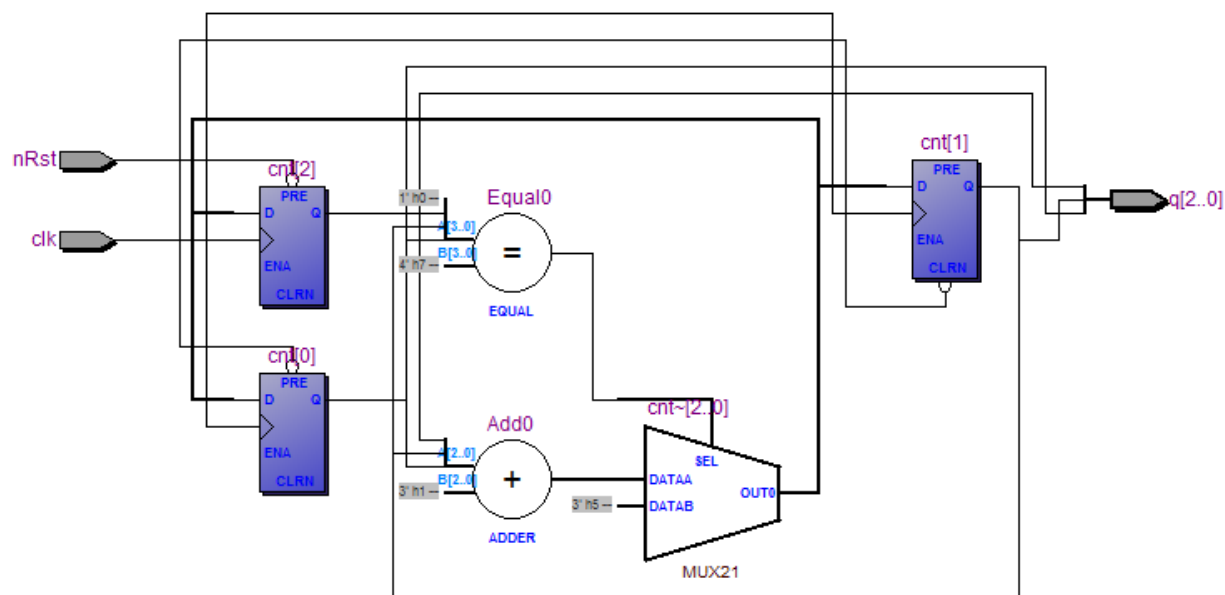 nRst
clk
cnt[2]
PRE
D
Q
ENA
CLRN
cnt[0]
PRE
D
Q
ENA
CLRN
1' h0
Equal0
A[3..0]
B[3..0]
4' h7
=
EQUAL
Add0
A[2..0]
B[2..0]
3' h1
+
ADDER
cnt~[2..0]
SEL
DATAA
DATAB
OUT0
3' h5
MUX21
cnt[1]
PRE
D
Q
ENA
CLRN
q[2..0]